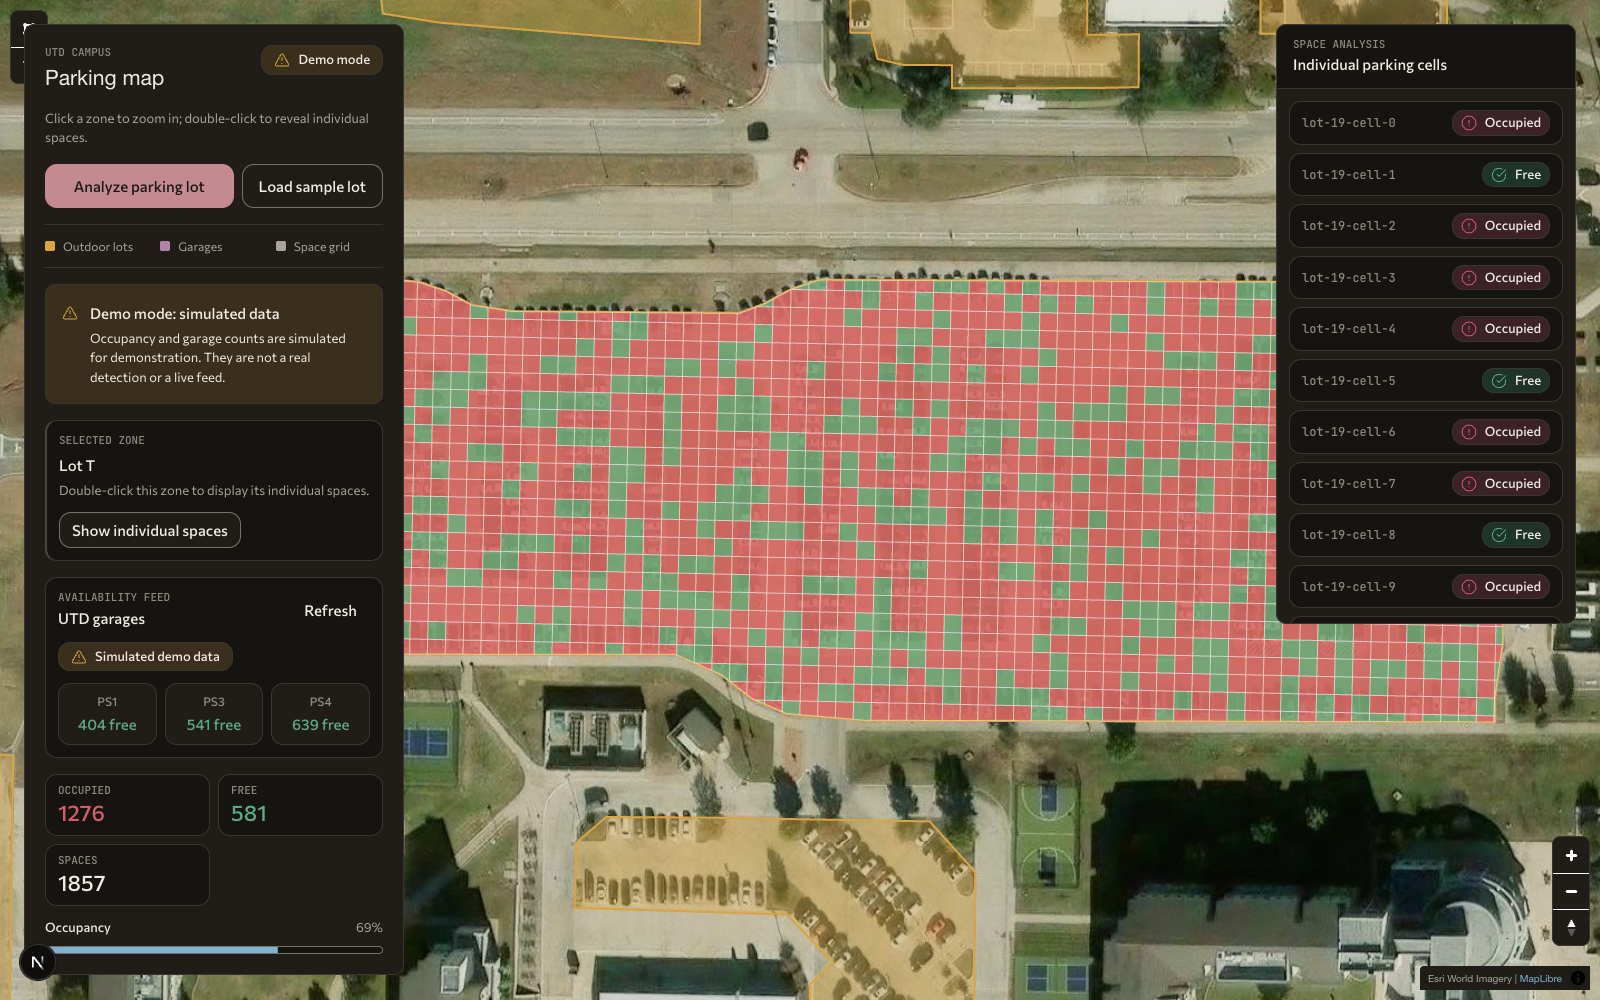 UTD CAMPUS
Parking map
Demo mode
Click a zone to zoom in; double-click to reveal individual
spaces.
Analyze parking lot
Load sample lot
Outdoor lots
Garages
Space grid
Demo mode: simulated data
Occupancy and garage counts are simulated
for demonstration. They are not a real
detection or a live feed.
SELECTED ZONE
Lot T
Double-click this zone to display its individual spaces.
Show individual spaces
AVAILABILITY FEED
UTD garages
Refresh
Simulated demo data
PS1
404 free
PS3
541 free
PS4
639 free
OCCUPIED
1276
FREE
581
SPACES
1857
Occupancy
69%
N
SPACE ANALYSIS
Individual parking cells
lot-19-cell-0
Occupied
lot-19-cell-1
Free
lot-19-cell-2
Occupied
lot-19-cell-3
Occupied
lot-19-cell-4
Occupied
lot-19-cell-5
Free
lot-19-cell-6
Occupied
lot-19-cell-7
Occupied
lot-19-cell-8
Free
lot-19-cell-9
Occupied
Esri World Imagery | MapLibre